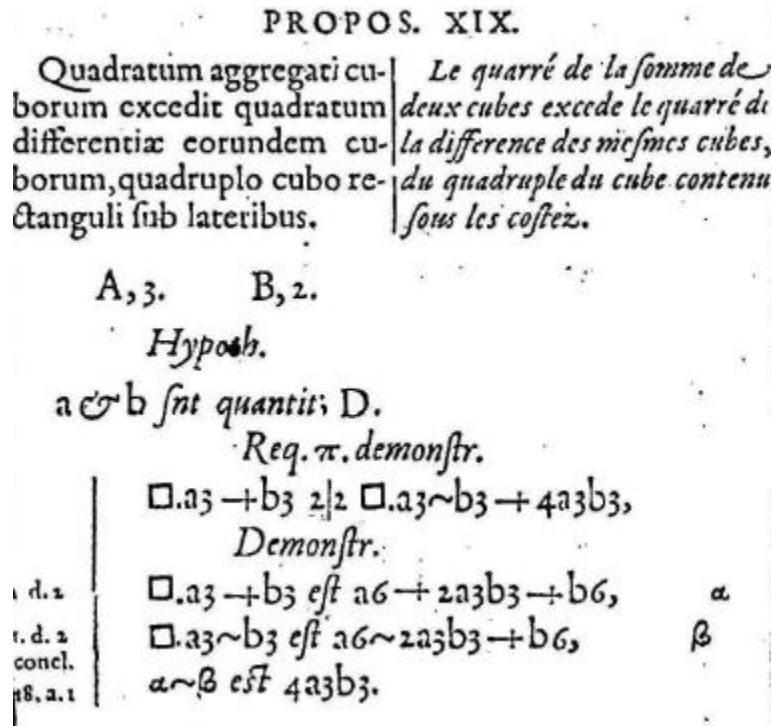 PROPOS. XIX.
Quadratum aggregati cu-
borum excedit quadratum
differentiæ eorundem cu-
borum, quadruplo cubo re-
ctanguli ſub lateribus.
Le quarré de la ſomme de
deux cubes excede le quarré de
la difference des meſmes cubes,
du quadruple du cube contenu
ſous les coſtez.
A, 3. B, 2.
Hypoth.
a & b ſnt quantit; D.
Req. π. demonſtr.
□.a3 + b3 2|2 □.a3 ~ b3 + 4a3b3,
Demonſtr.
d. 2 □.a3 + b3 eſt a6 + 2a3b3 + b6, α
1. d. 2 □.a3 ~ b3 eſt a6 ~ 2a3b3 + b6, β
concl.
18. a. 1 α ~ β eſt 4a3b3.